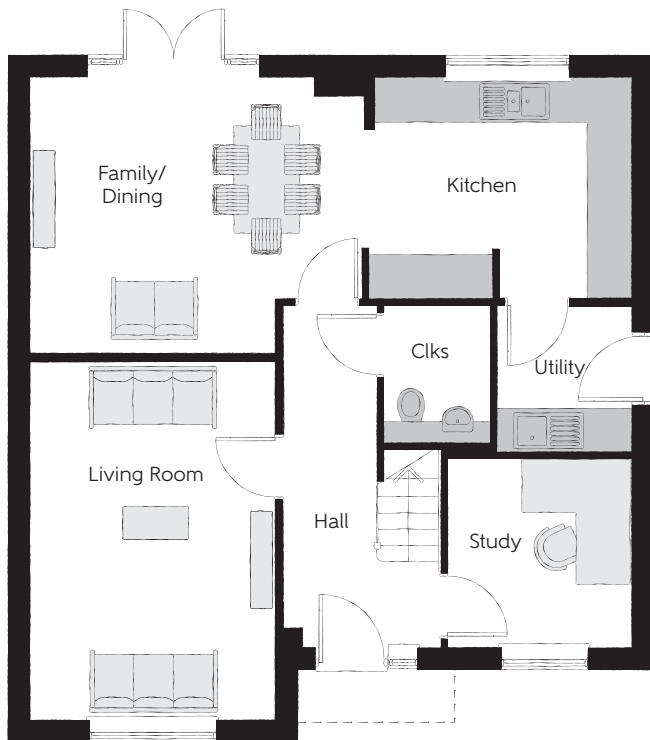 Family/
Dining
Kitchen
Clks
Utility
Living Room
Hall
Study